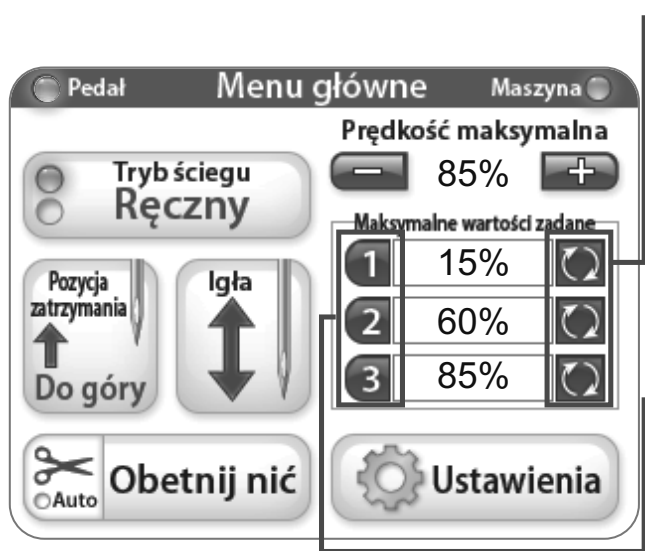 Pedał Menu główne Maszyna
Prędkość maksymalna
85%
Tryb ściegu
Ręczny
Maksymalne wartości zadane
1 15%
2 60%
3 85%
Pozycja
zatrzymania
Do góry
Igła
Auto
Obetnij nić
Ustawienia